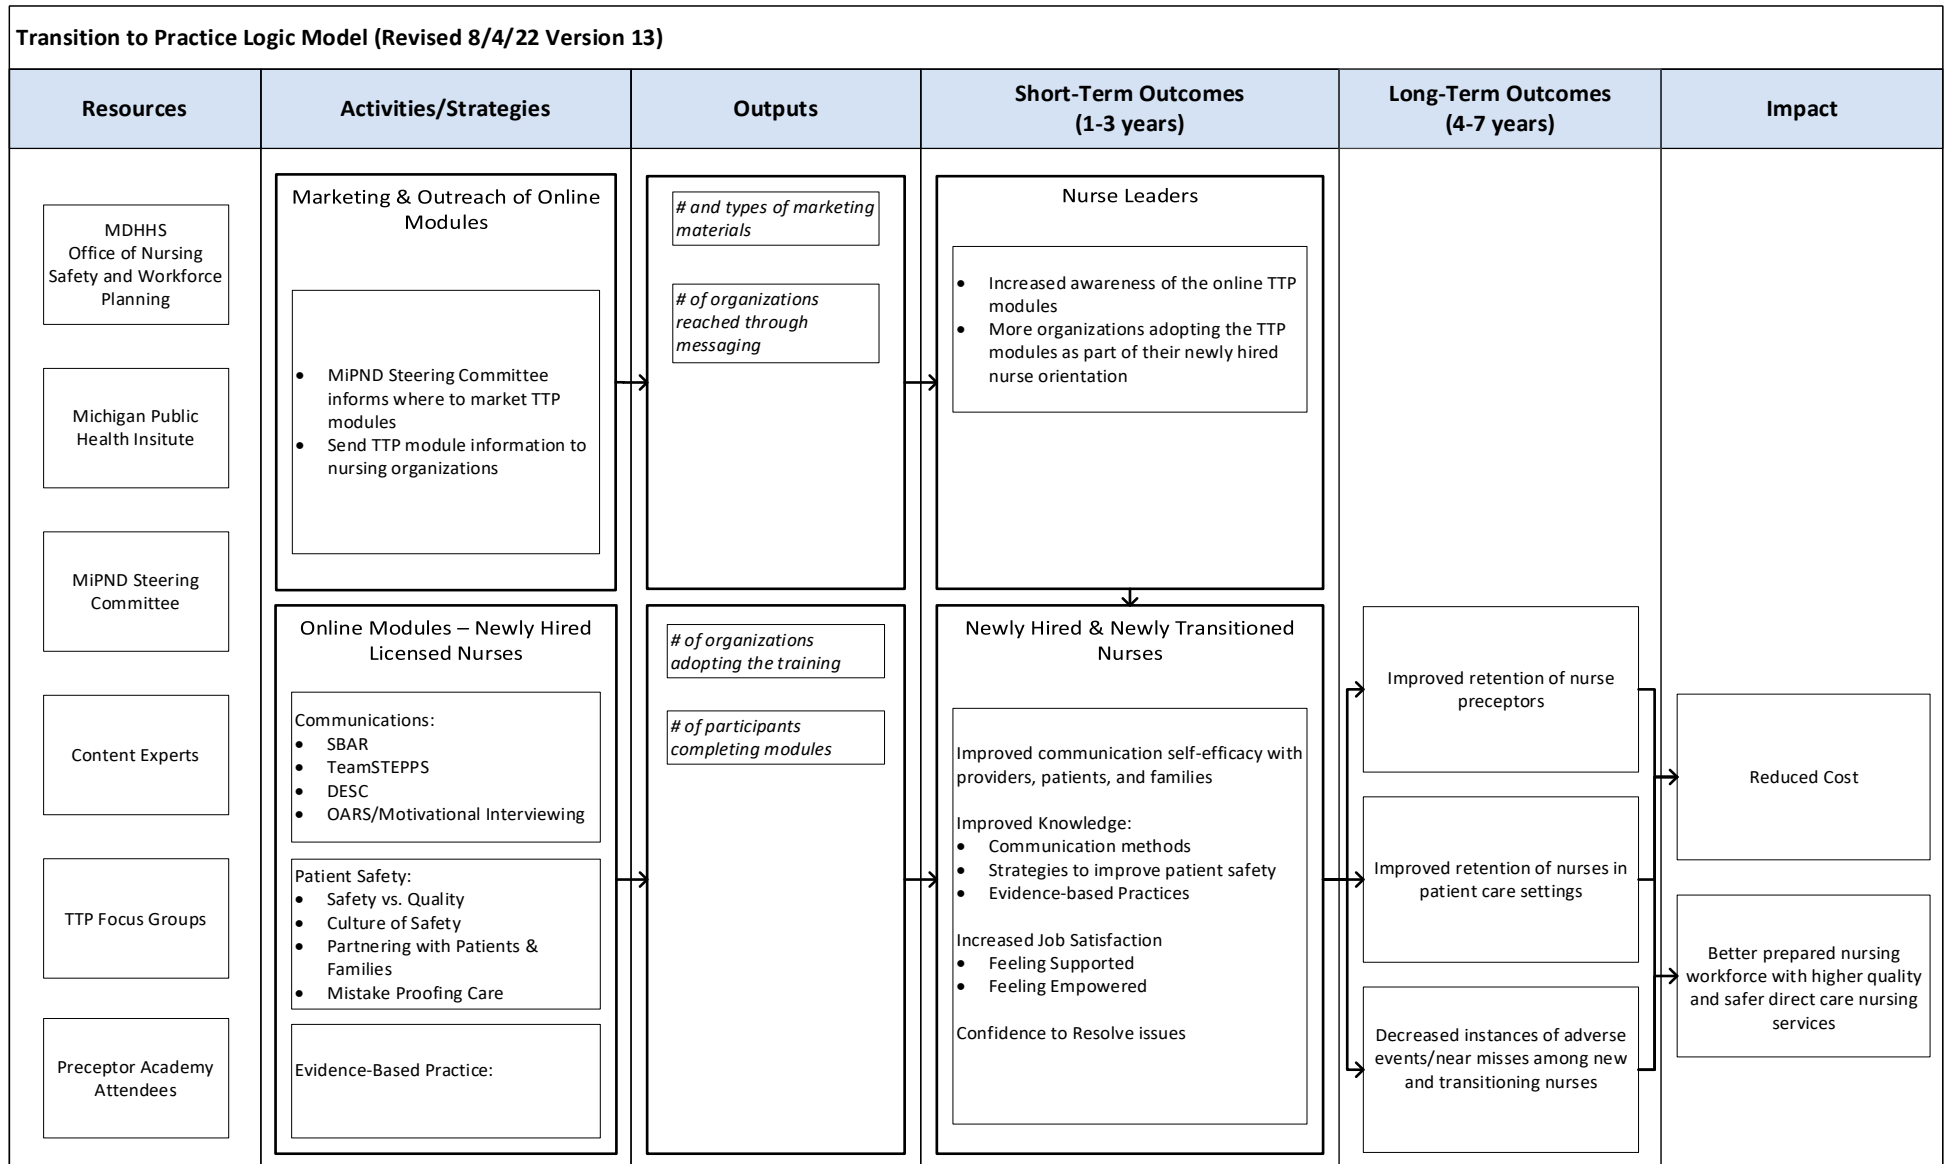 Transition to Practice Logic Model (Revised 8/4/22 Version 13)
Resources
Activities/Strategies
Outputs
Short-Term Outcomes
(1-3 years)
Long-Term Outcomes
(4-7 years)
Impact
MDHHS
Office of Nursing
Safety and Workforce
Planning
Michigan Public
Health Insitute
MiPND Steering
Committee
Content Experts
TTP Focus Groups
Preceptor Academy
Attendees
Marketing & Outreach of Online
Modules
• MiPND Steering Committee
informs where to market TTP
modules
• Send TTP module information to
nursing organizations
Online Modules – Newly Hired
Licensed Nurses
Communications:
• SBAR
• TeamSTEPPS
• DESC
• OARS/Motivational Interviewing
Patient Safety:
• Safety vs. Quality
• Culture of Safety
• Partnering with Patients &
Families
• Mistake Proofing Care
Evidence-Based Practice:
# and types of marketing
materials
# of organizations
reached through
messaging
# of organizations
adopting the training
# of participants
completing modules
Nurse Leaders
• Increased awareness of the online TTP
modules
• More organizations adopting the TTP
modules as part of their newly hired
nurse orientation
Newly Hired & Newly Transitioned
Nurses
Improved communication self-efficacy with
providers, patients, and families
Improved Knowledge:
• Communication methods
• Strategies to improve patient safety
• Evidence-based Practices
Increased Job Satisfaction
• Feeling Supported
• Feeling Empowered
Confidence to Resolve issues
Improved retention of nurse
preceptors
Improved retention of nurses in
patient care settings
Decreased instances of adverse
events/near misses among new
and transitioning nurses
Reduced Cost
Better prepared nursing
workforce with higher quality
and safer direct care nursing
services